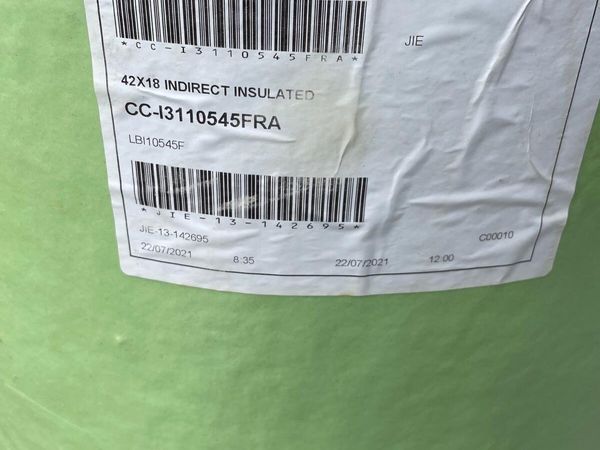 *CC-I3110545FRA*
JIE
42X18 INDIRECT INSULATED
CC-I3110545FRA
LBI10545F
*JIE-13-142695*
JIE-13-142695
C00010
22/07/2021 8:35 22/07/2021 12:00